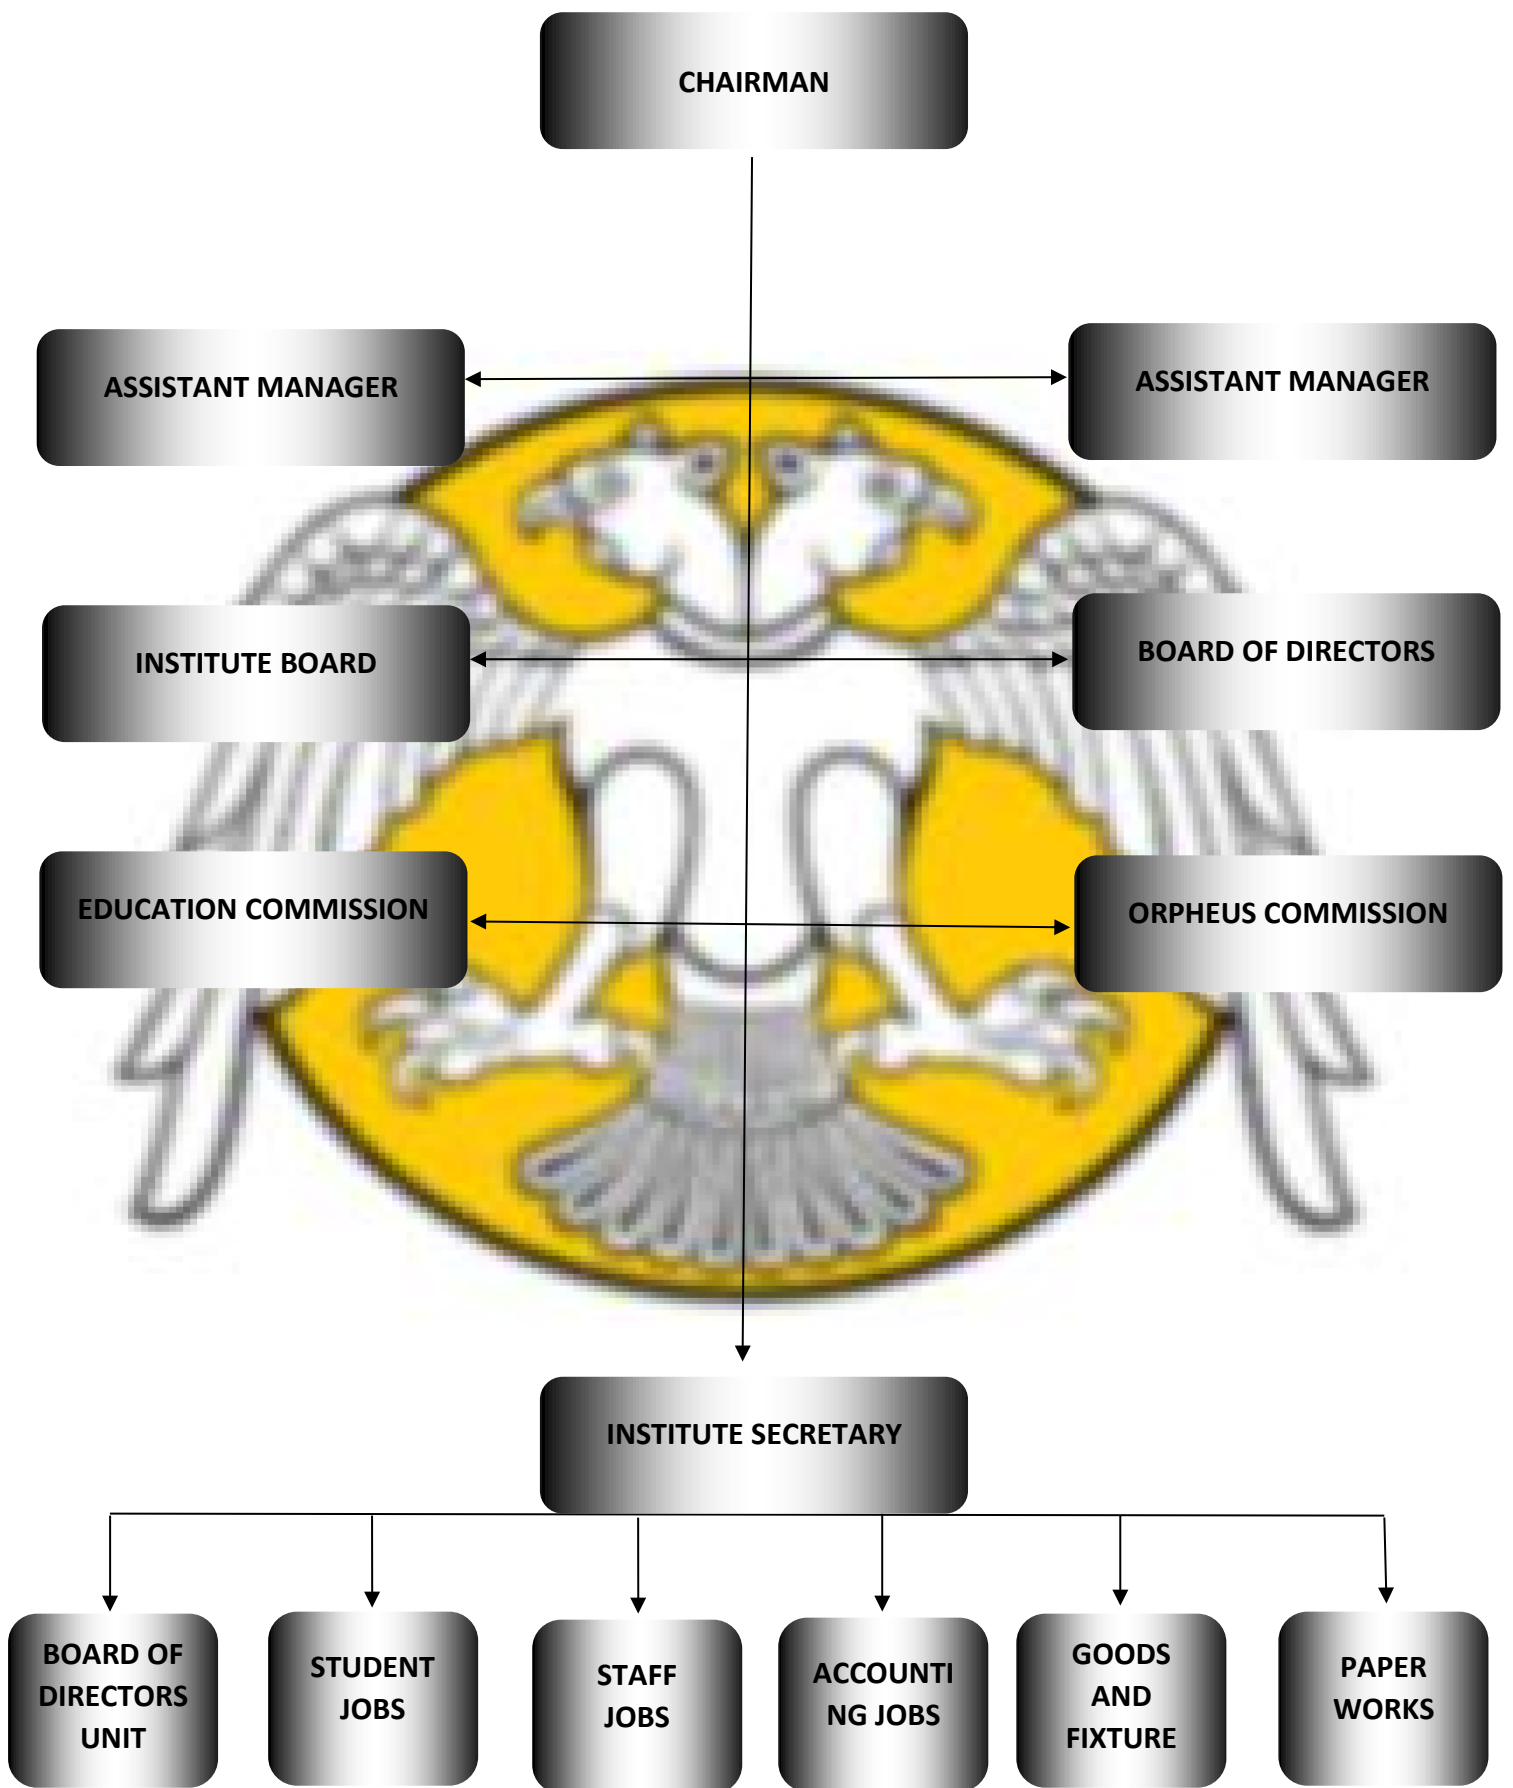 CHAIRMAN
ASSISTANT MANAGER
ASSISTANT MANAGER
INSTITUTE BOARD
BOARD OF DIRECTORS
EDUCATION COMMISSION
ORPHEUS COMMISSION
INSTITUTE SECRETARY
BOARD OF
DIRECTORS
UNIT
STUDENT
JOBS
STAFF
JOBS
ACCOUNTI
NG JOBS
GOODS
AND
FIXTURE
PAPER
WORKS